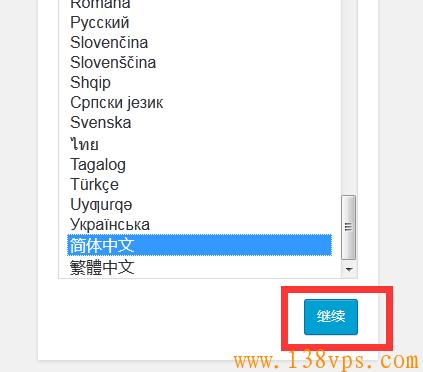 Română
Русский
Slovenčina
Slovenščina
Shqip
Српски језик
Svenska
ไทย
Tagalog
Türkçe
Uyƣurqə
Українська
简体中文
繁體中文
继续
www.138vps.com